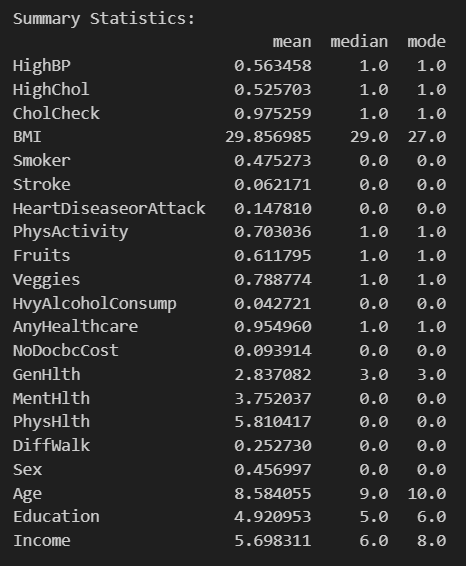 Summary Statistics:
mean median mode
HighBP 0.563458 1.0 1.0
HighChol 0.525703 1.0 1.0
CholCheck 0.975259 1.0 1.0
BMI 29.856985 29.0 27.0
Smoker 0.475273 0.0 0.0
Stroke 0.062171 0.0 0.0
HeartDiseaseorAttack 0.147810 0.0 0.0
PhysActivity 0.703036 1.0 1.0
Fruits 0.611795 1.0 1.0
Veggies 0.788774 1.0 1.0
HvyAlcoholConsump 0.042721 0.0 0.0
AnyHealthcare 0.954960 1.0 1.0
NoDocbcCost 0.093914 0.0 0.0
GenHlth 2.837082 3.0 3.0
MentHlth 3.752037 0.0 0.0
PhysHlth 5.810417 0.0 0.0
DiffWalk 0.252730 0.0 0.0
Sex 0.456997 0.0 0.0
Age 8.584055 9.0 10.0
Education 4.920953 5.0 6.0
Income 5.698311 6.0 8.0